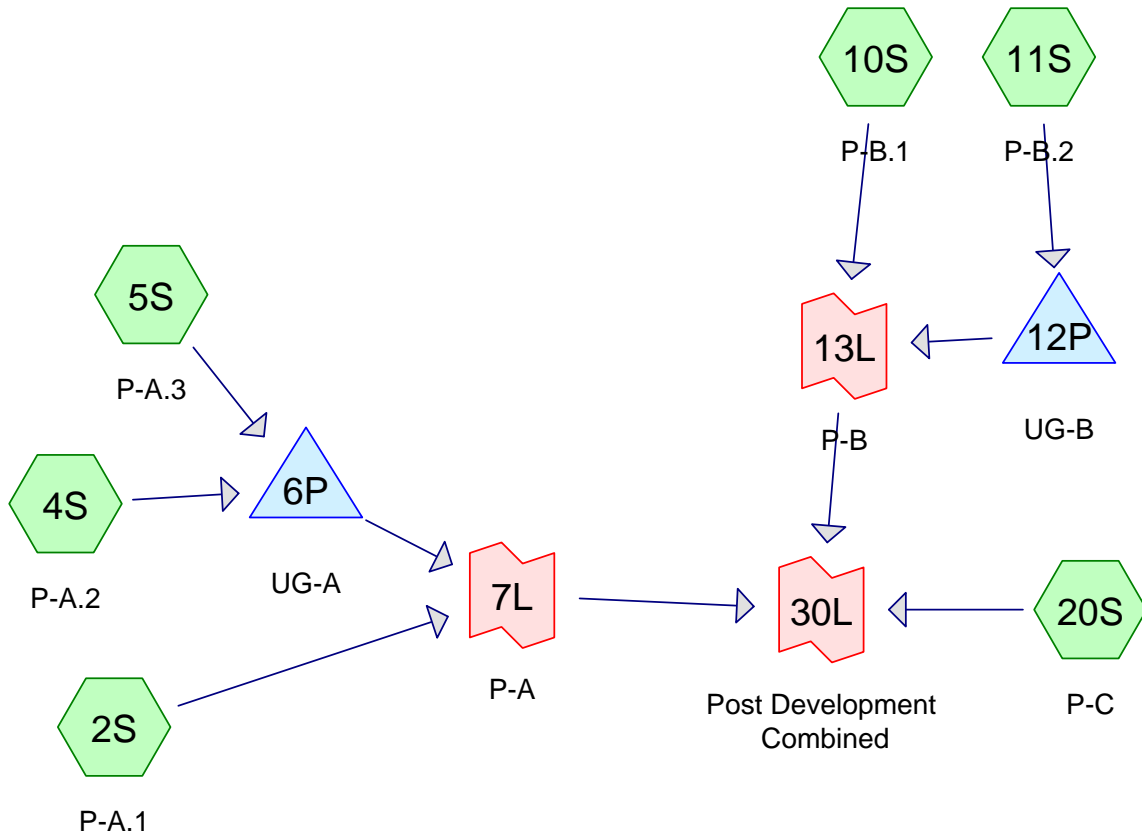 10S
11S
P-B.1
P-B.2
5S
P-A.3
13L
12P
P-B
UG-B
4S
6P
P-A.2
UG-A
7L
30L
20S
P-A
Post Development
Combined
P-C
2S
P-A.1